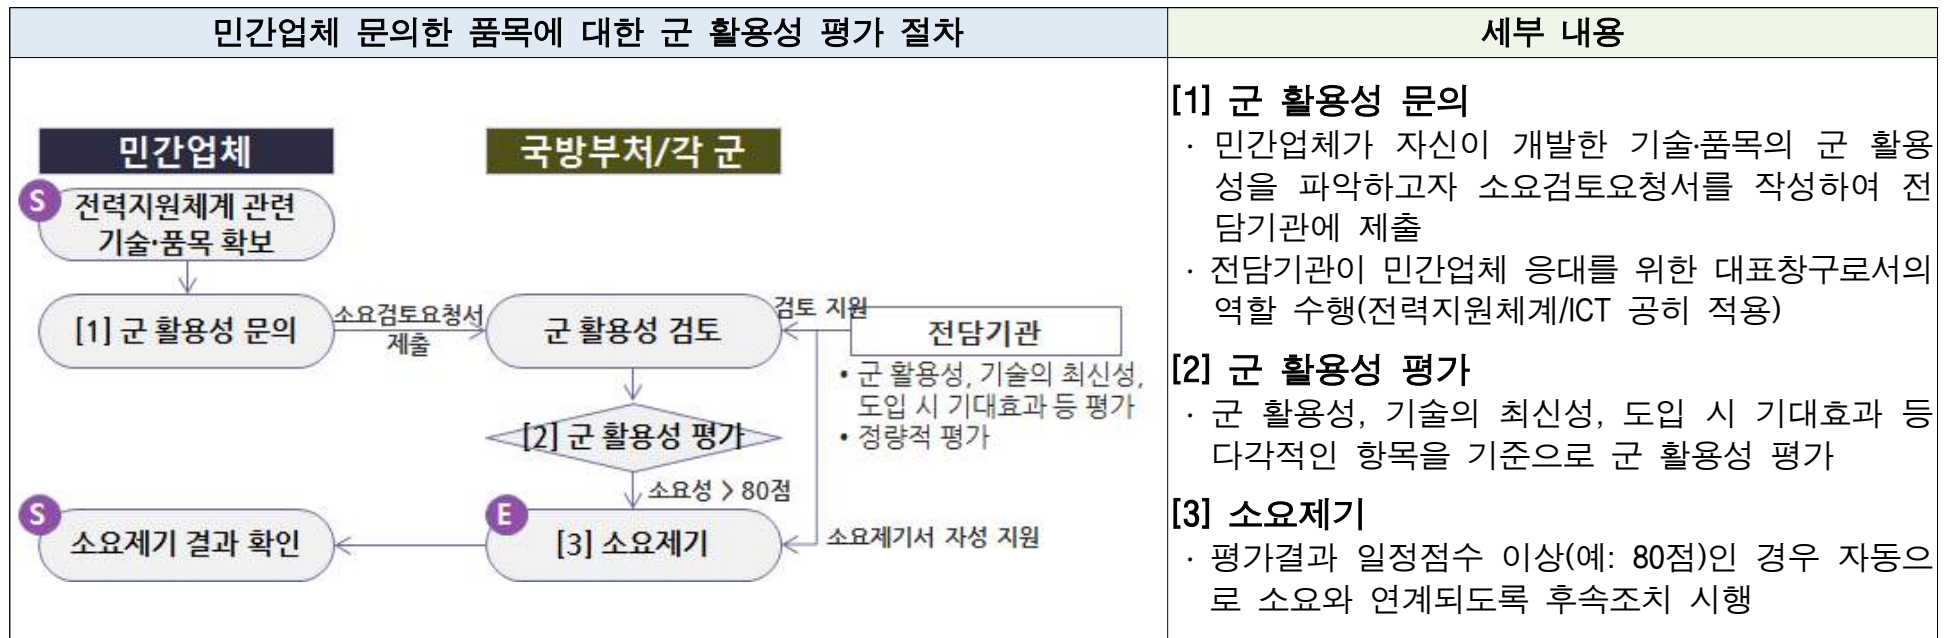 민간업체 문의한 품목에 대한 군 활용성 평가 절차
세부 내용
민간업체
국방부처/각 군
S
전력지원체계 관련
기술·품목 확보
[1] 군 활용성 문의
소요검토요청서
제출
군 활용성 검토
검토 지원
전담기관
• 군 활용성, 기술의 최신성,
도입 시 기대효과 등 평가
• 정량적 평가
[2] 군 활용성 평가
소요성 > 80점
S
소요제기 결과 확인
E
[3] 소요제기
소요제기서 자성 지원
[1] 군 활용성 문의
· 민간업체가 자신이 개발한 기술·품목의 군 활용
성을 파악하고자 소요검토요청서를 작성하여 전
담기관에 제출
· 전담기관이 민간업체 응대를 위한 대표창구로서의
역할 수행(전력지원체계/ICT 공히 적용)
[2] 군 활용성 평가
· 군 활용성, 기술의 최신성, 도입 시 기대효과 등
다각적인 항목을 기준으로 군 활용성 평가
[3] 소요제기
· 평가결과 일정점수 이상(예: 80점)인 경우 자동으
로 소요와 연계되도록 후속조치 시행